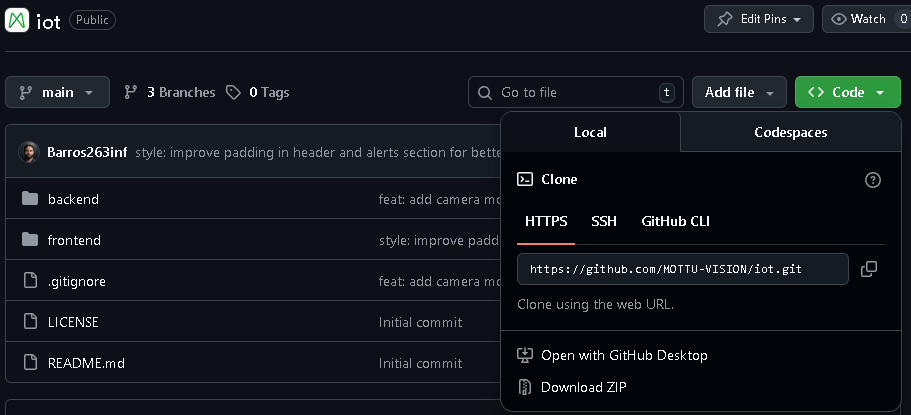 iot Public Edit Pins Watch 0
main 3 Branches 0 Tags Go to file t Add file Code
Local Codespaces
Barros263inf style: improve padding in header and alerts section for bette
Clone
backend feat: add camera mo
HTTPS SSH GitHub CLI
frontend style: improve padd
https://github.com/MOTTU-VISION/iot.git
.gitignore feat: add camera mo
Clone using the web URL.
LICENSE Initial commit
Open with GitHub Desktop
README.md Initial commit
Download ZIP